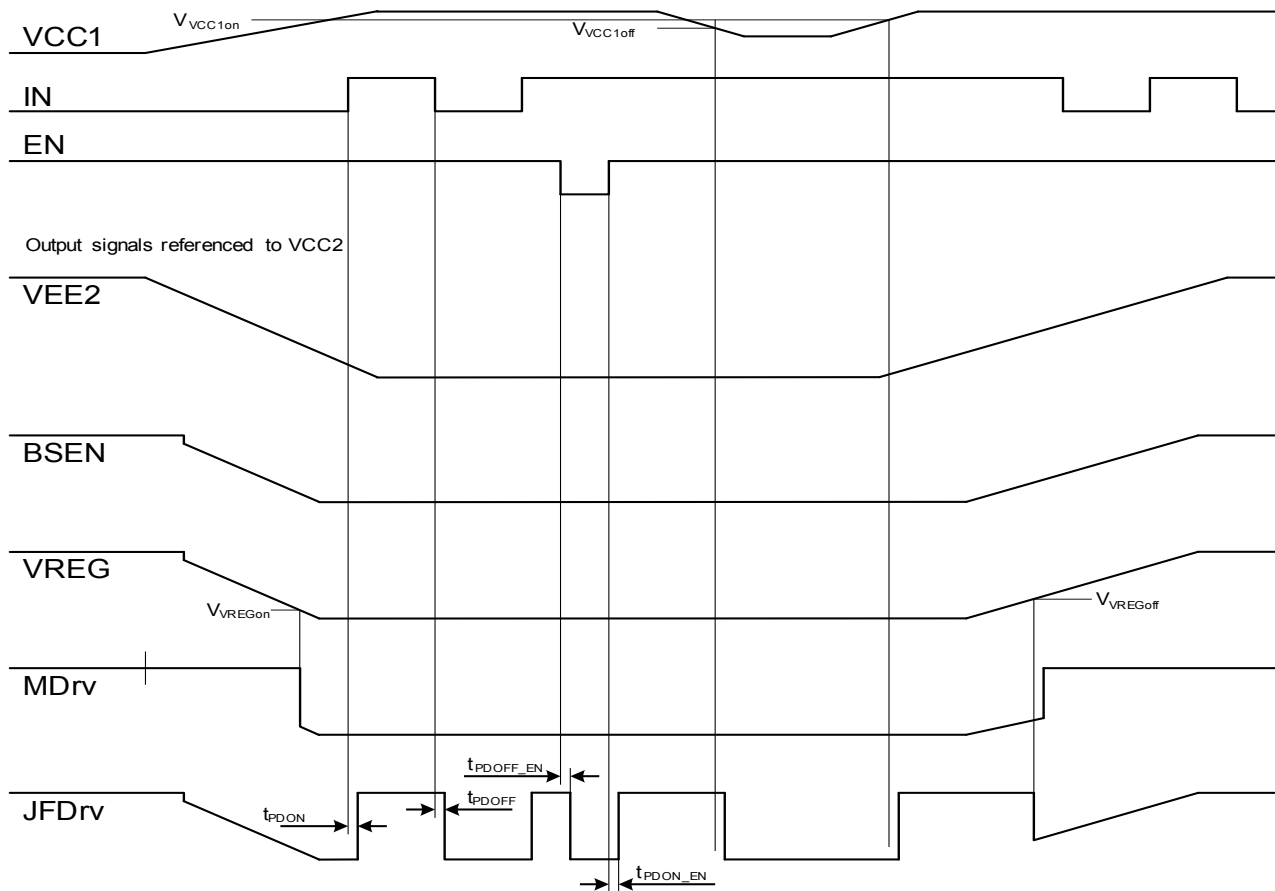 VVCC1on
VCC1
VVCC1off
IN
EN
Output signals referenced to VCC2
VEE2
BSEN
VREG
VVREGon
VVREGoff
MDrv
tPDOFF_EN
JFDrv
tPDOFF
tPDON
tPDON_EN